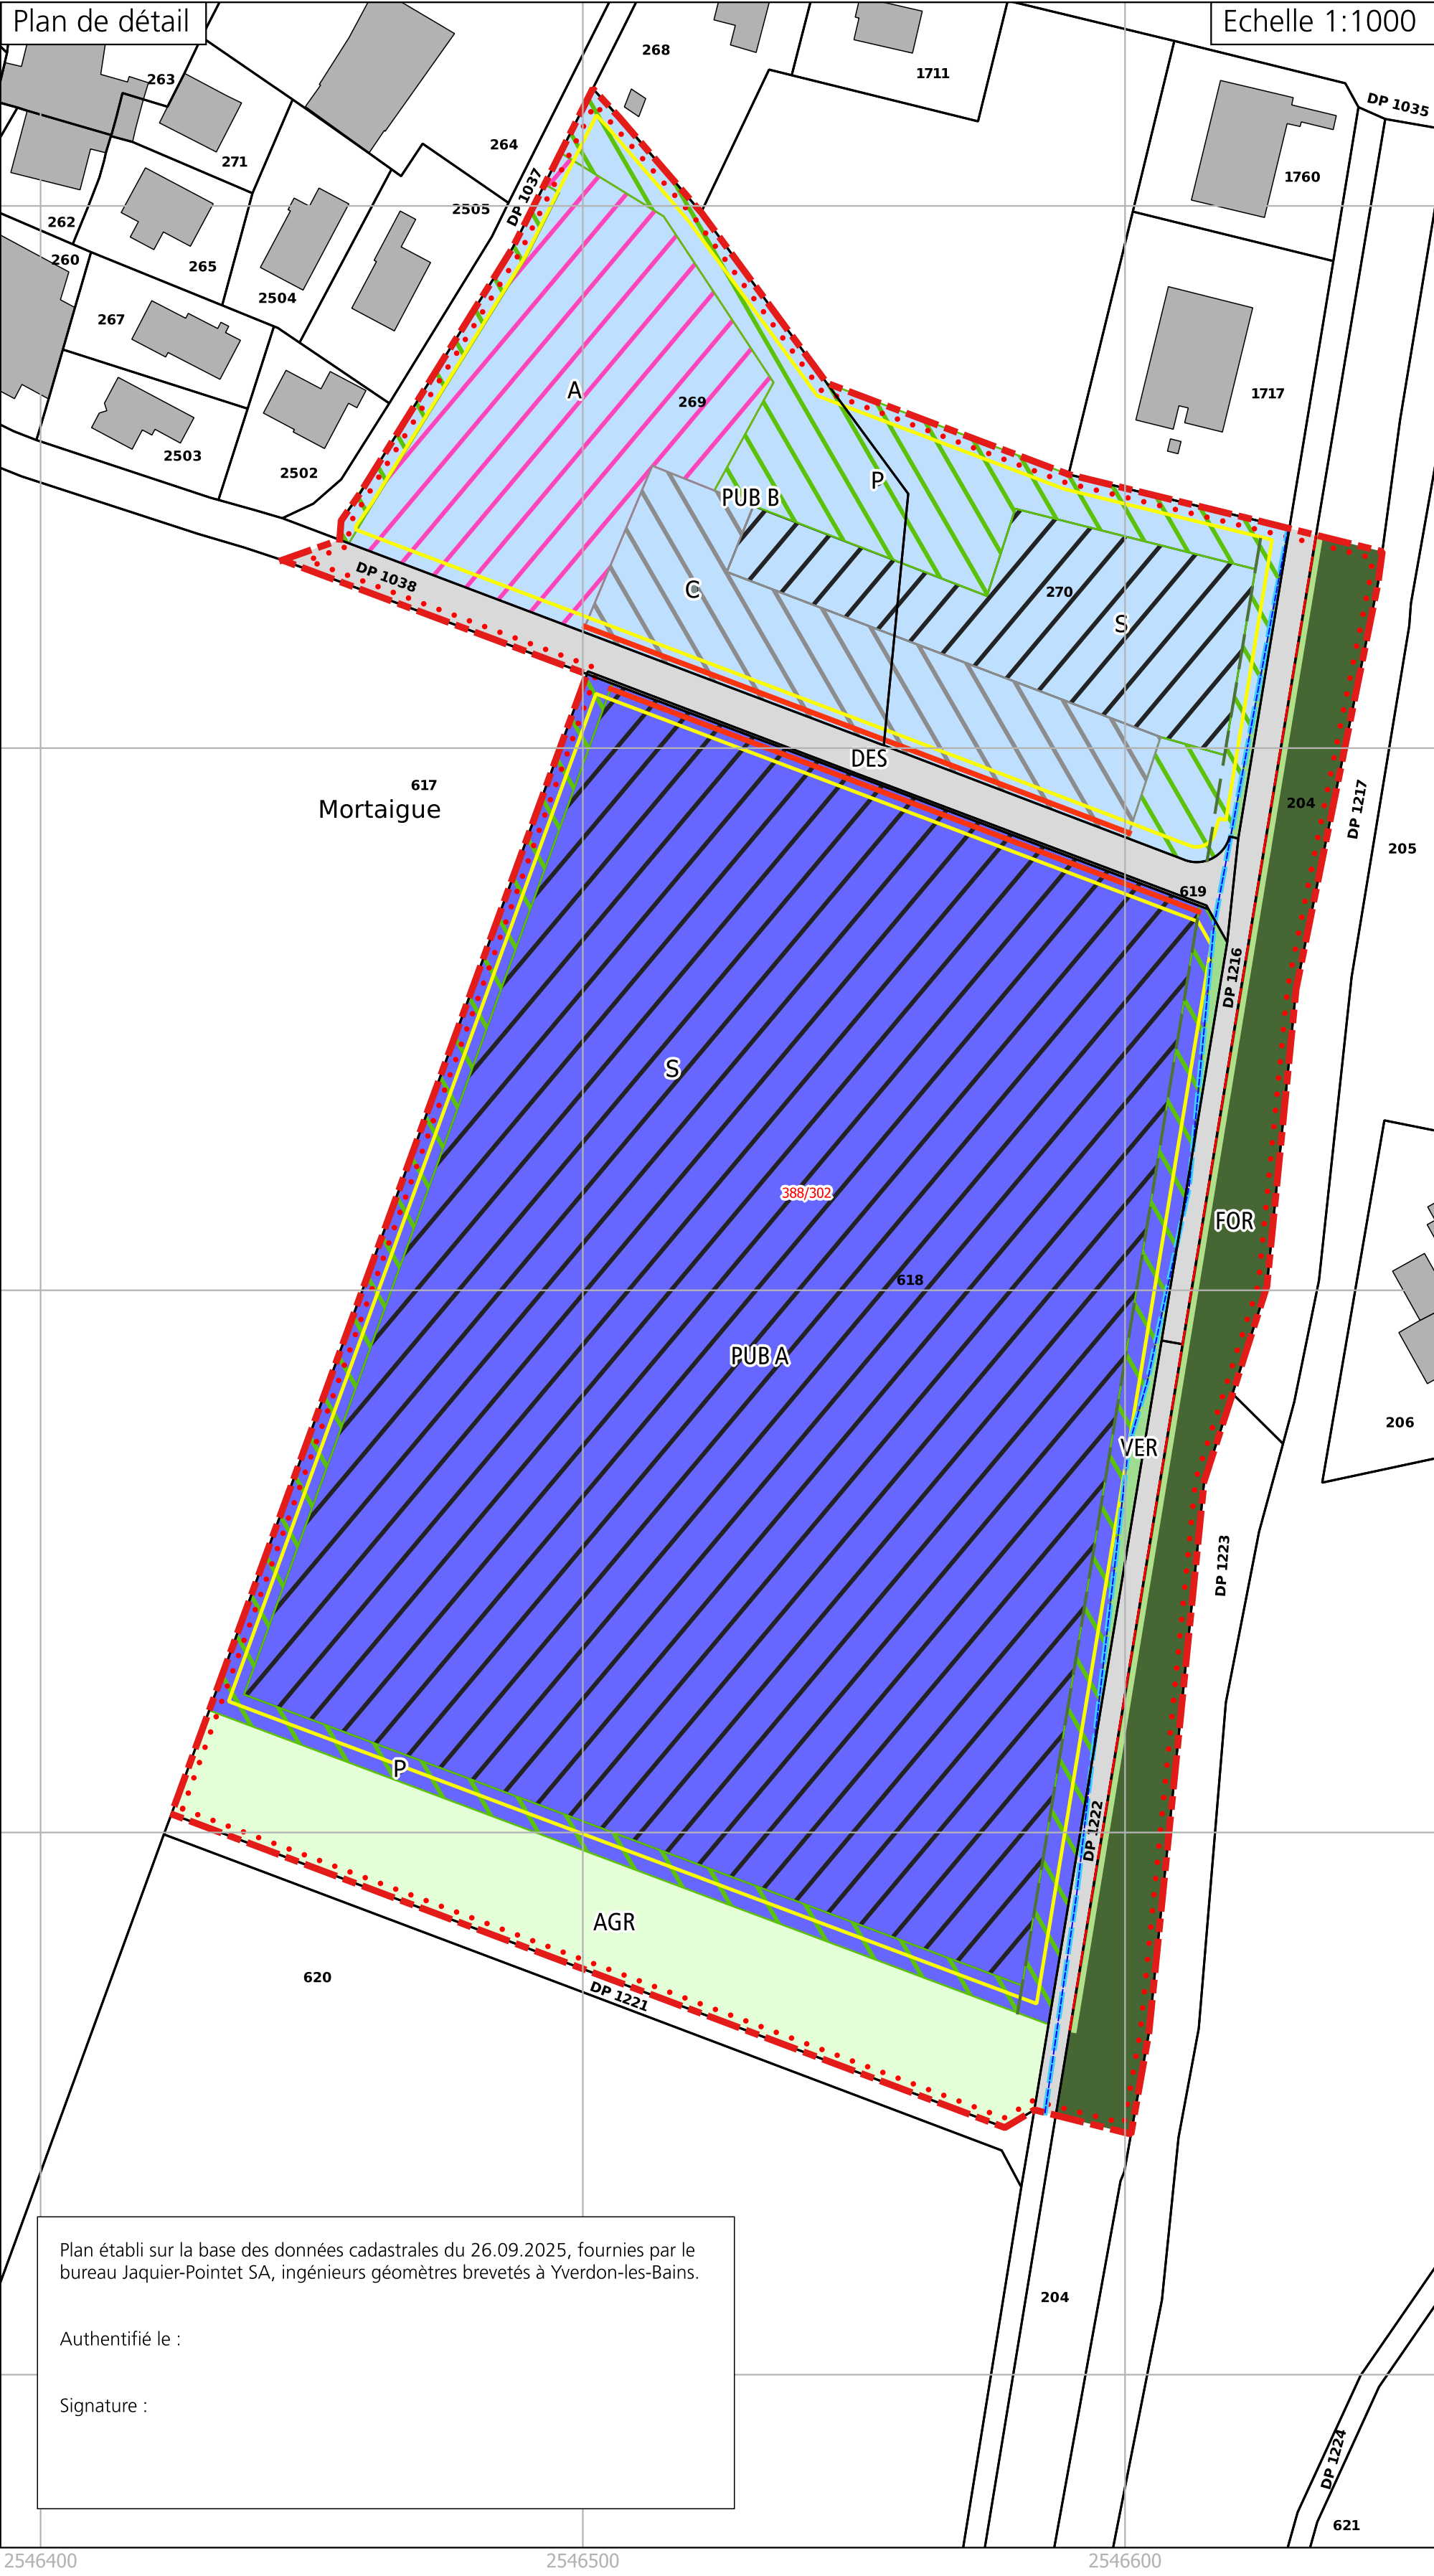 Plan de détail
Echelle 1:1000
268
1711
DP 1035
263
271
264
1760
262
265
2505
DP 1037
260
267
2504
1717
2503
2502
A
269
P
PUB B
DP 1038
C
270
S
DES
617
Mortaigue
204
DP 1217
205
619
DP 1216
S
388/302
FOR
618
PUB A
VER
206
DP 1223
P
DP 1222
AGR
620
DP 1221
Plan établi sur la base des données cadastrales du 26.09.2025, fournies par le
bureau Jaquier-Pointet SA, ingénieurs géomètres brevetés à Yverdon-les-Bains.
Authentifié le :
Signature :
204
DP 1224
621
2546400
2546500
2546600